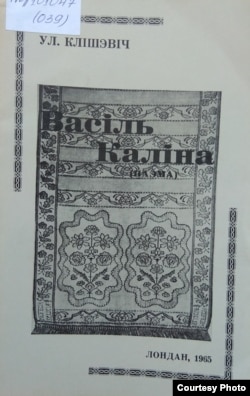 (039)
УЛ. КЛІШЭВІЧ
Васіль
Каліна
(ПАЭМА)
ЛОНДАН, 1965
Courtesy Photo